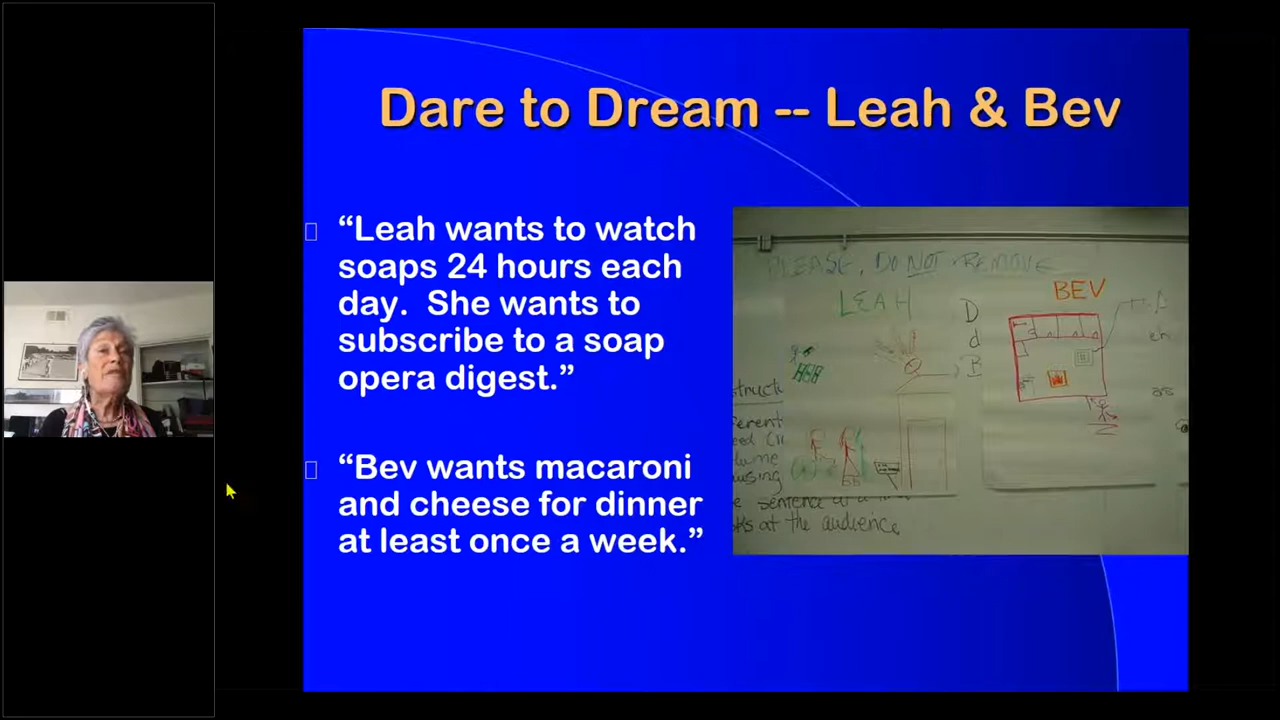 Dare to Dream -- Leah & Bev
“Leah wants to watch
soaps 24 hours each
day.  She wants to
subscribe to a soap
opera digest.”
“Bev wants macaroni
and cheese for dinner
at least once a week.”
PLEASE, DO NOT REMOVE
LEAH
BEV
sentence
at the audience